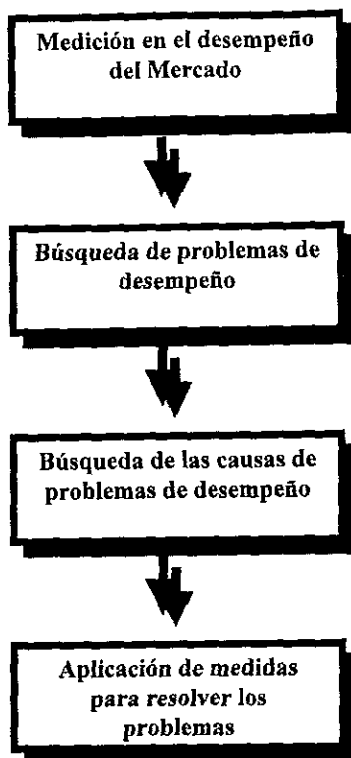 Medición en el desempeño
del Mercado
Búsqueda de problemas de
desempeño
Búsqueda de las causas de
problemas de desempeño
Aplicación de medidas
para resolver los
problemas